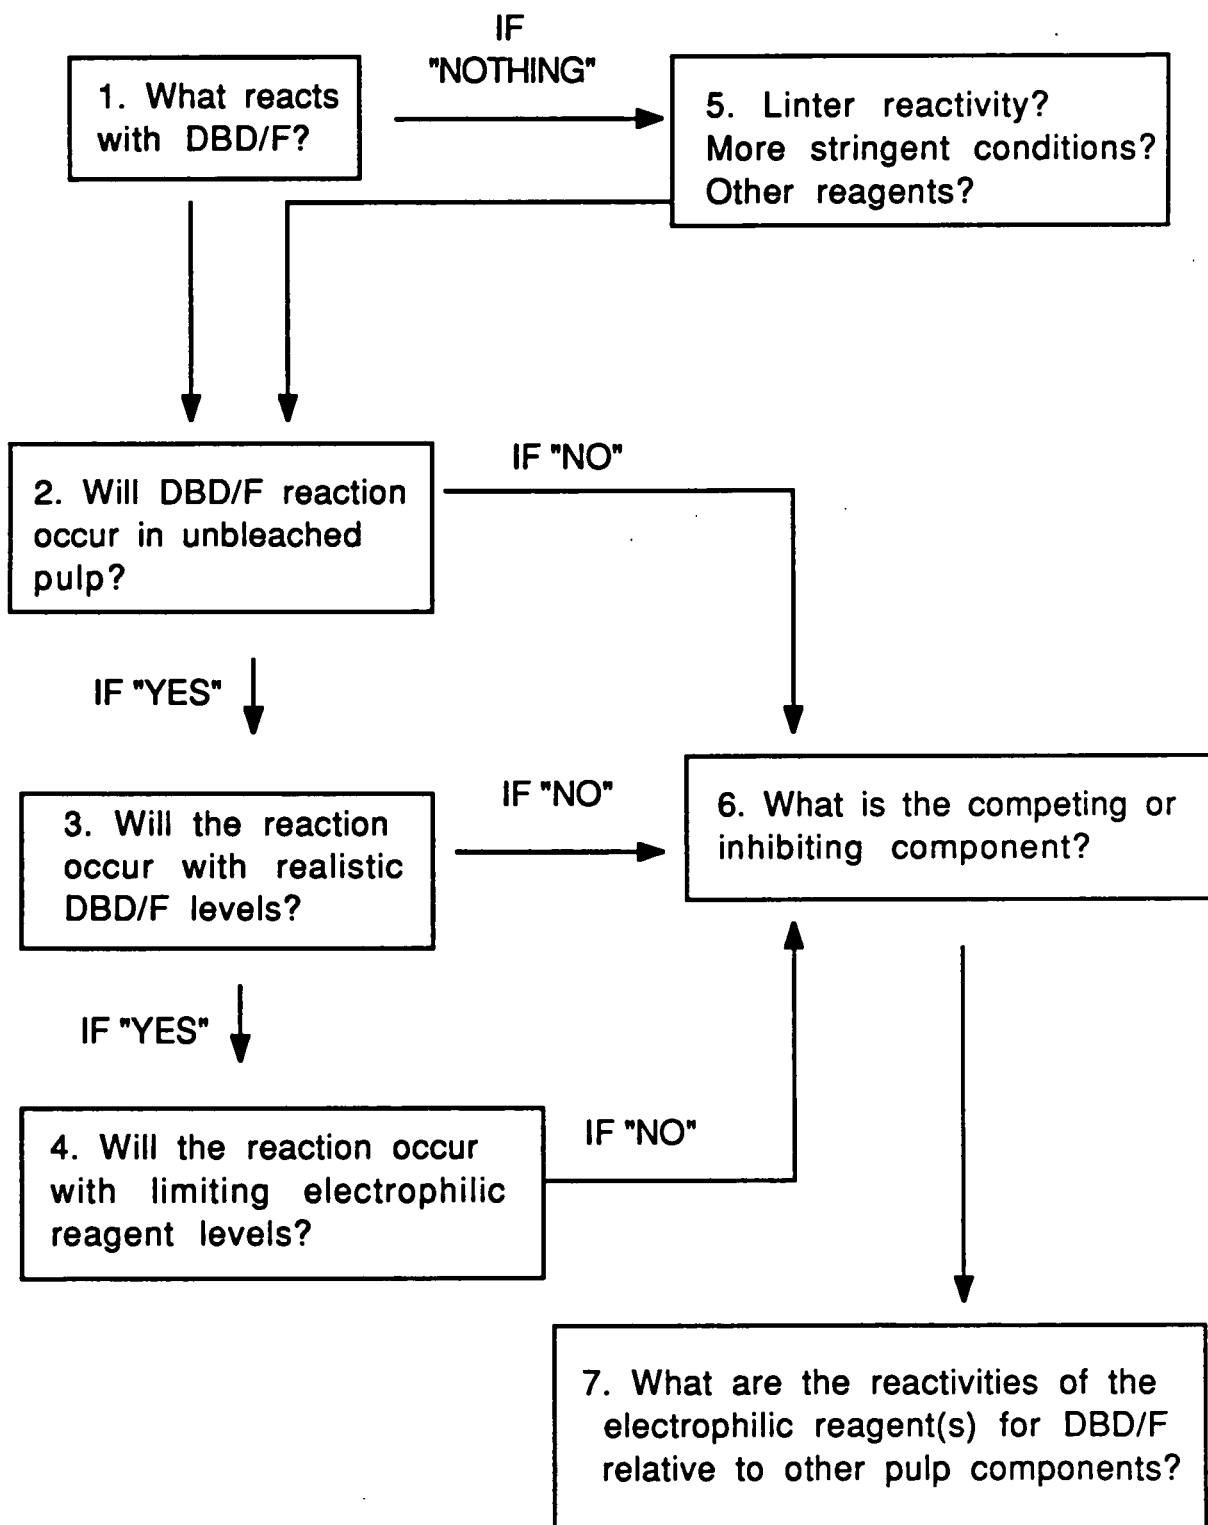 IF
"NOTHING"
1. What reacts
with DBD/F?
5. Linter reactivity?
More stringent conditions?
Other reagents?
2. Will DBD/F reaction
occur in unbleached
pulp?
IF "NO"
IF "YES"
3. Will the reaction
occur with realistic
DBD/F levels?
IF "NO"
6. What is the competing or
inhibiting component?
IF "YES"
4. Will the reaction occur
with limiting electrophilic
reagent levels?
IF "NO"
7. What are the reactivities of the
electrophilic reagent(s) for DBD/F
relative to other pulp components?